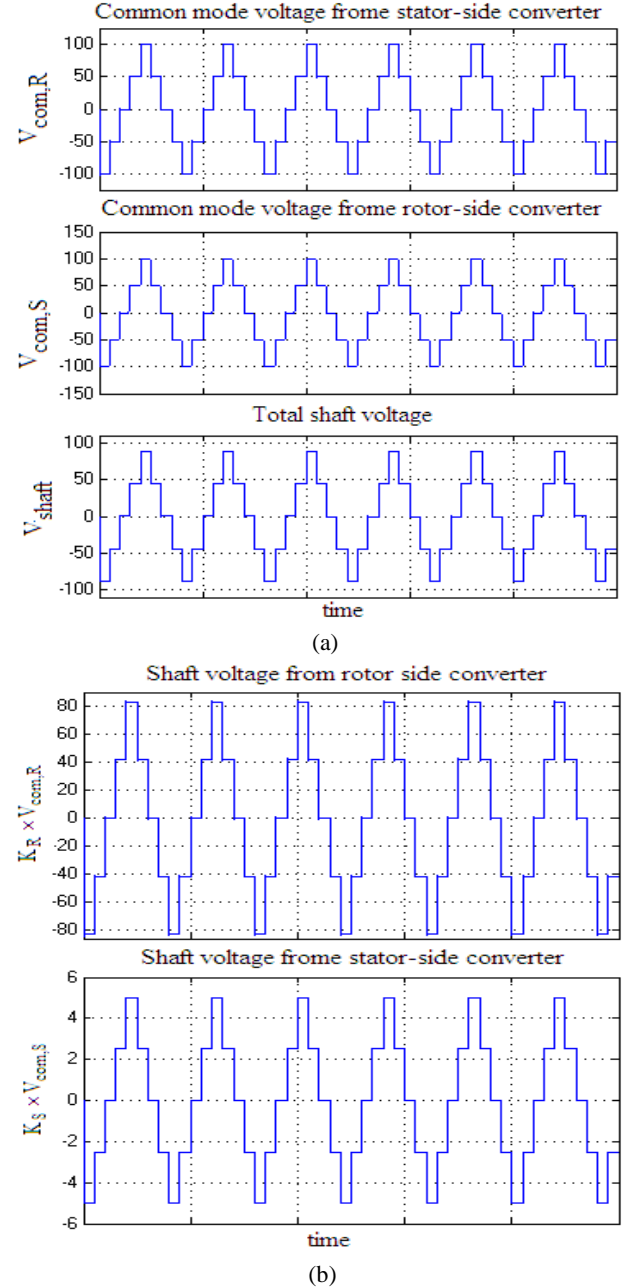 Common mode voltage frome stator-side converter
V_com,R
100
50
0
-50
-100
Common mode voltage frome rotor-side converter
V_com,S
150
100
50
0
-50
-100
-150
Total shaft voltage
V_shaft
100
50
0
-50
-100
time
(a)
Shaft voltage from rotor side converter
K_R × V_com,R
80
60
40
20
0
-20
-40
-60
-80
Shaft voltage frome stator-side converter
K_S × V_com,S
6
4
2
0
-2
-4
-6
time
(b)